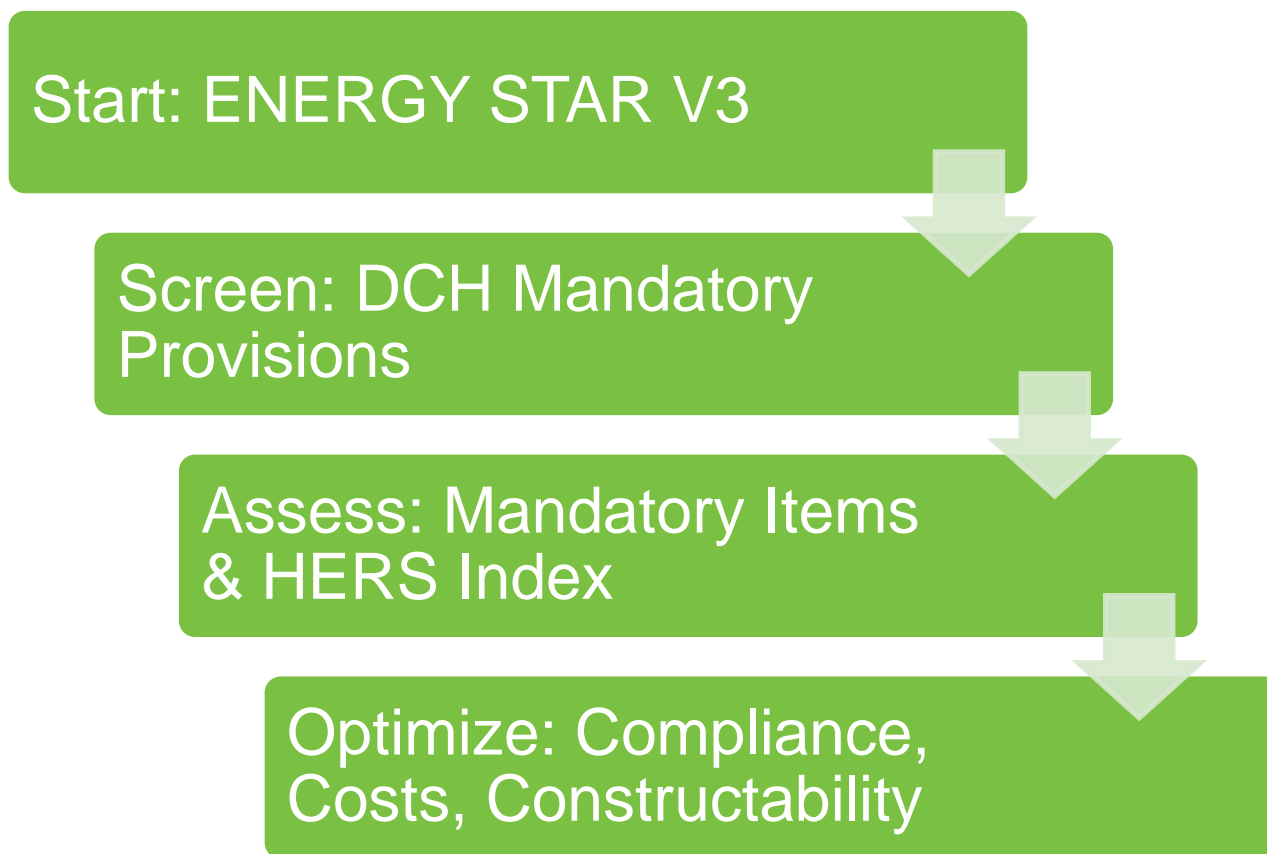 Start: ENERGY STAR V3
Screen: DCH Mandatory
Provisions
Assess: Mandatory Items
& HERS Index
Optimize: Compliance,
Costs, Constructability